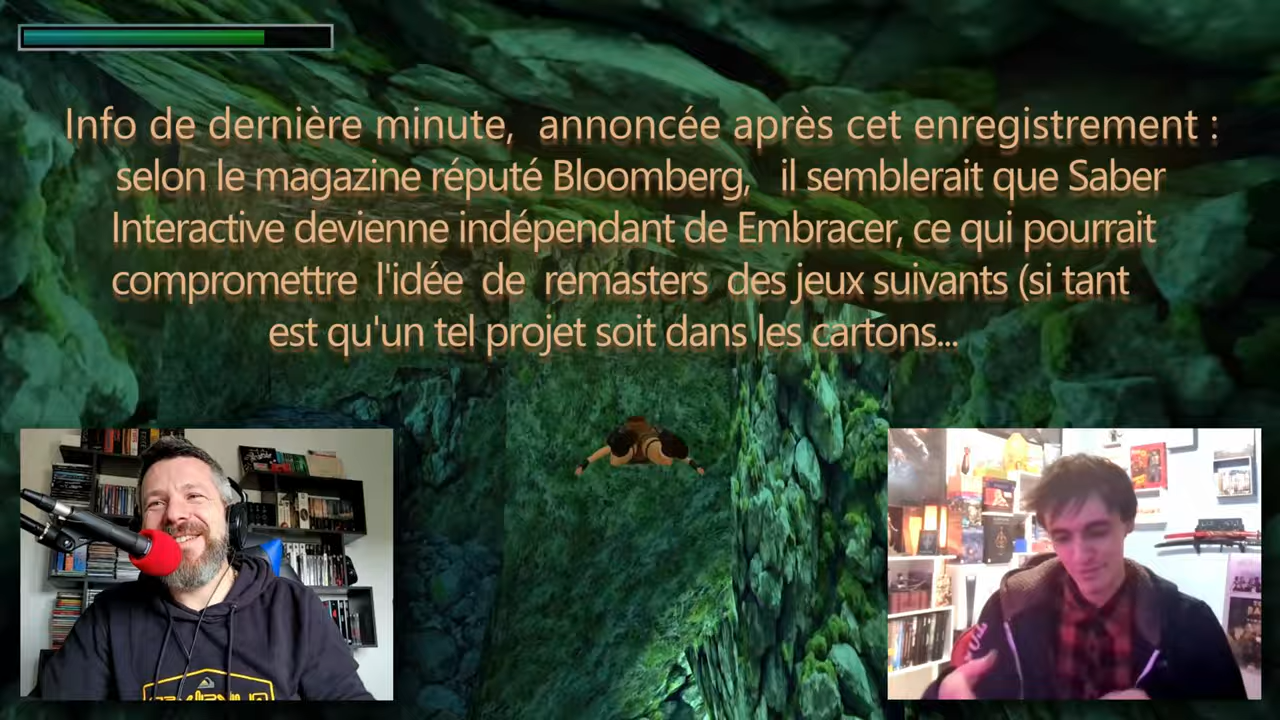 Info de dernière minute, annoncée après cet enregistrement :
selon le magazine réputé Bloomberg, il semblerait que Saber
Interactive devienne indépendant de Embracer, ce qui pourrait
compromettre l'idée de remasters des jeux suivants (si tant
est qu'un tel projet soit dans les cartons...